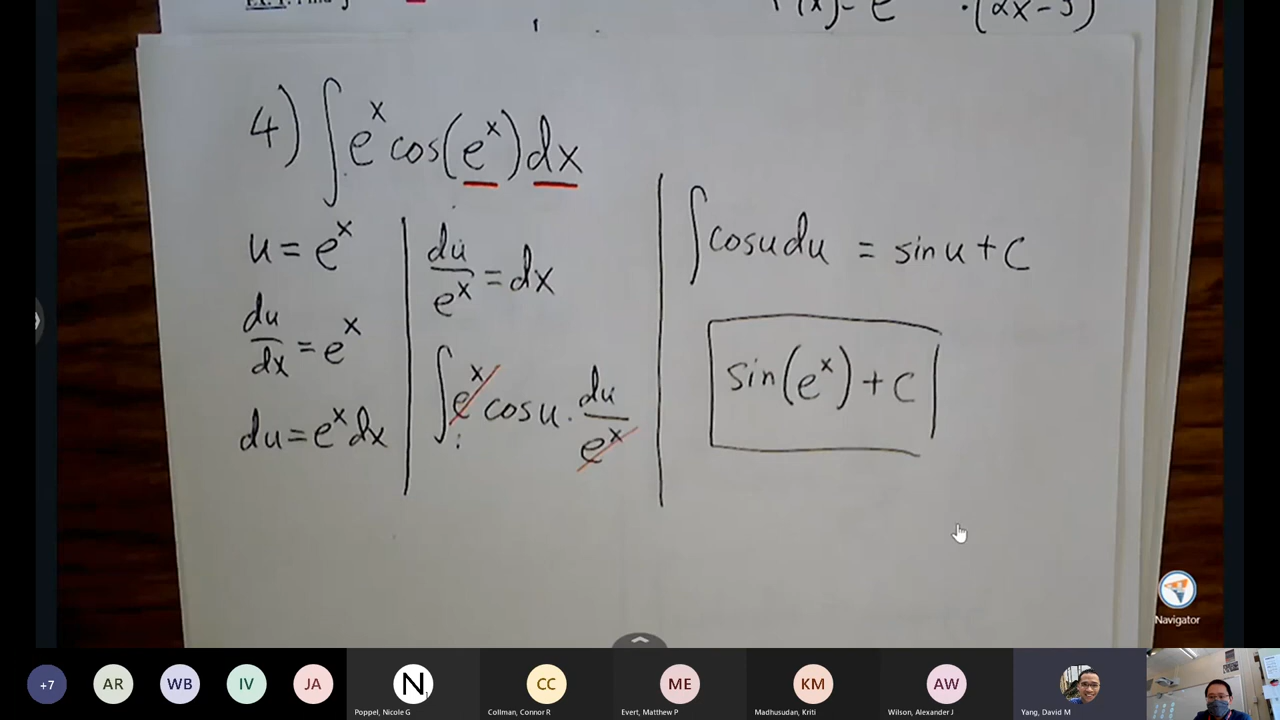 4) ∫ e^x cos(e^x) dx
u = e^x
du/dx = e^x
du = e^x dx
du/e^x = dx
∫ e^x cos u · du/e^x
∫ cos u du = sin u + C
sin(e^x) + C
Navigator
+7
AR
WB
IV
JA
N
Poppel, Nicole G
CC
Collman, Connor R
ME
Evert, Matthew P
KM
Madhusudan, Kriti
AW
Wilson, Alexander J
Yang, David M